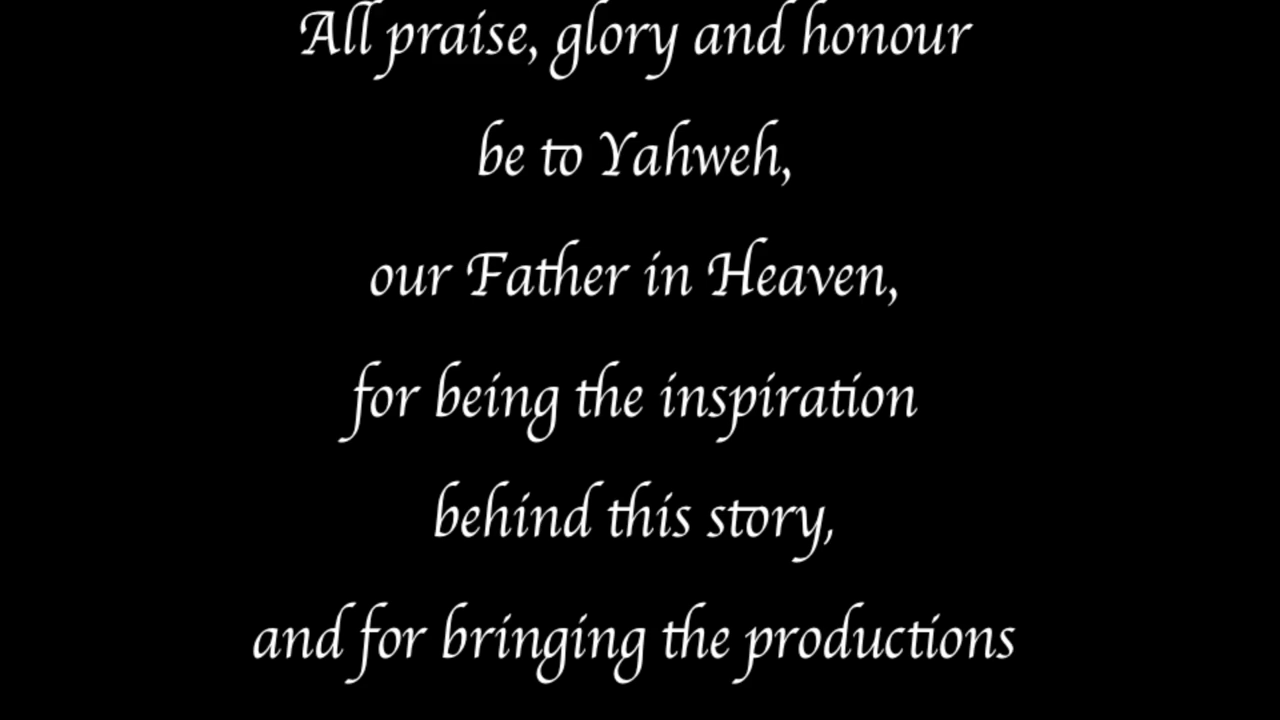 All praise, glory and honour
be to Yahweh,
our Father in Heaven,
for being the inspiration
behind this story,
and for bringing the productions